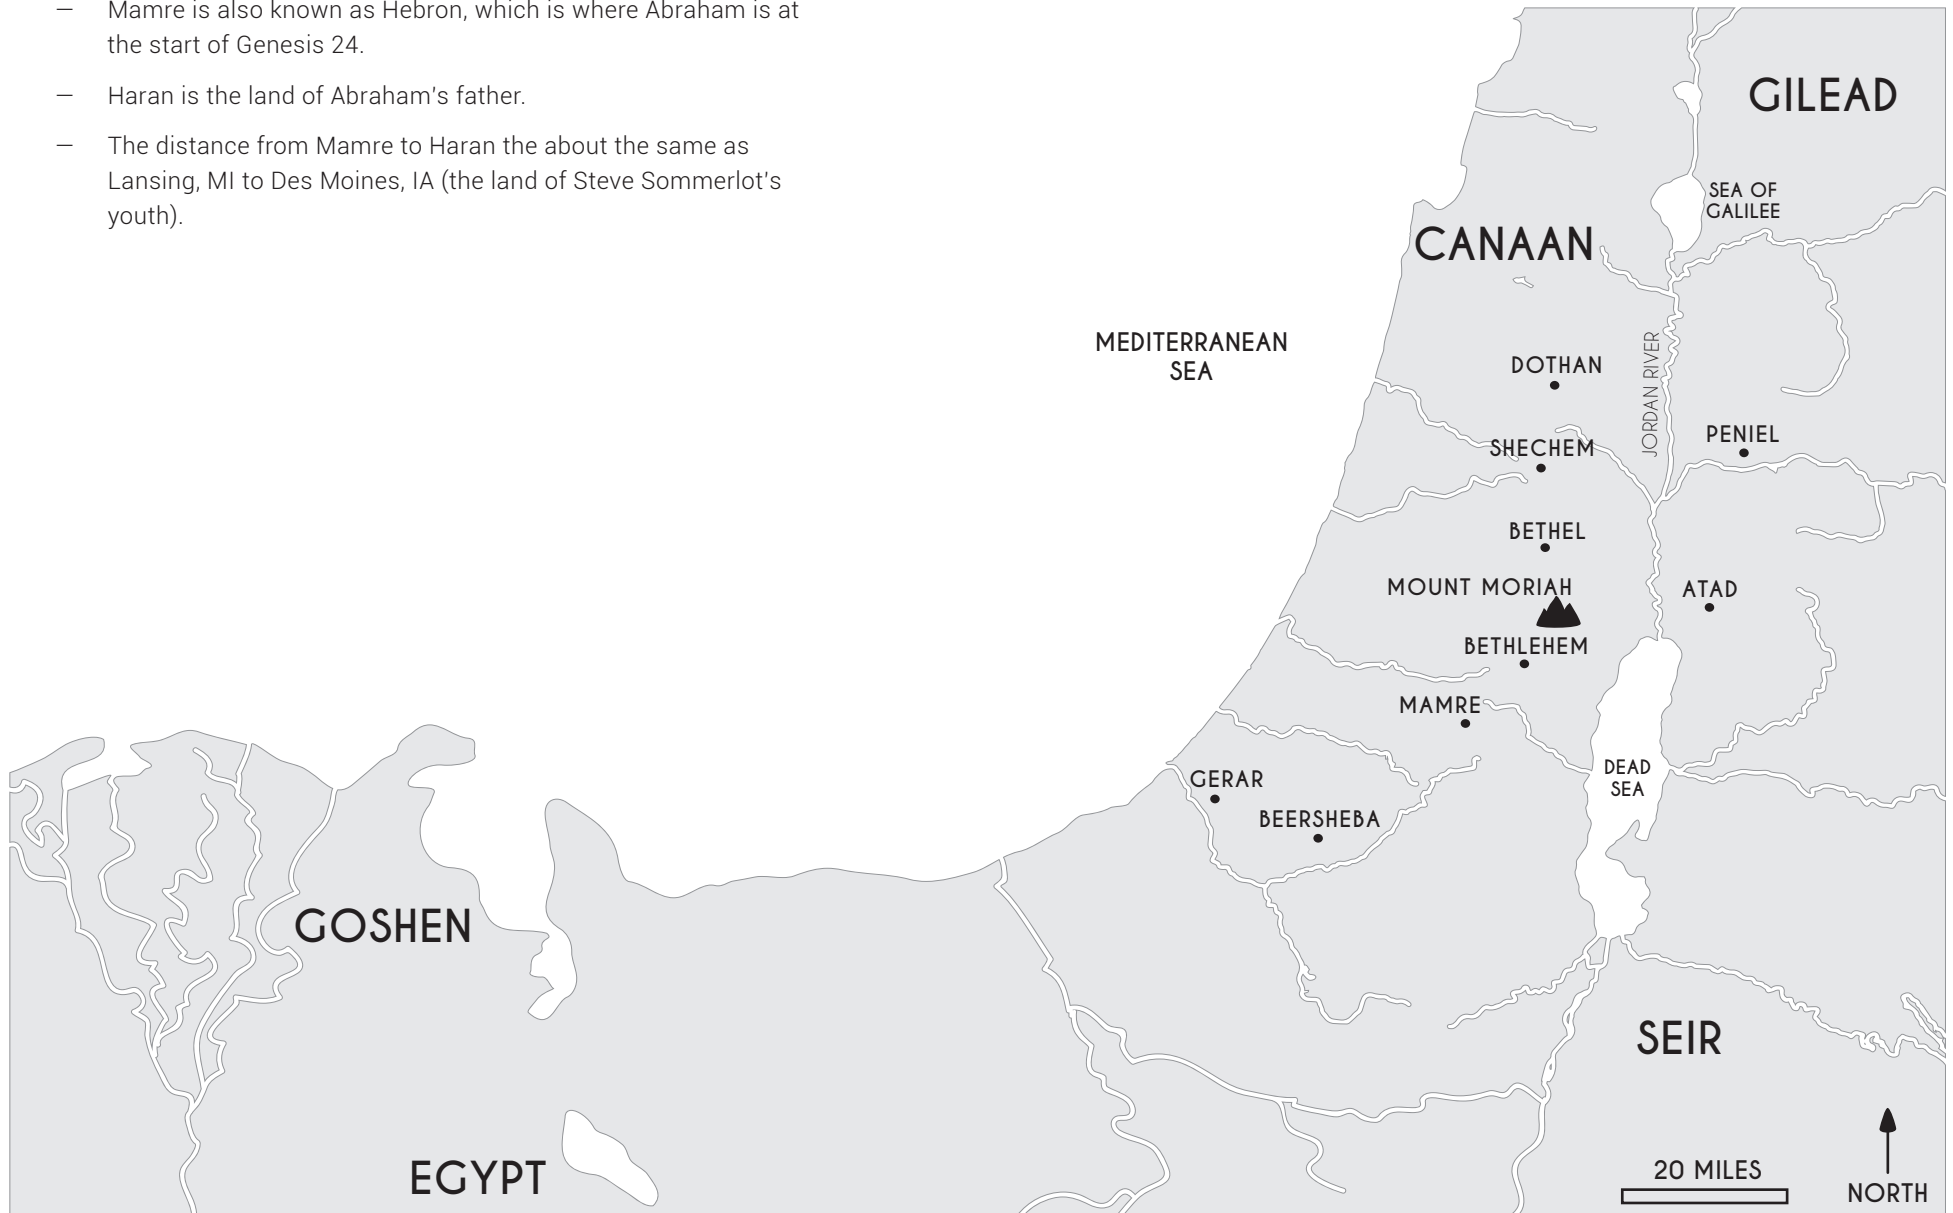 — Mamre is also known as Hebron, which is where Abraham is at
the start of Genesis 24.
— Haran is the land of Abraham's father.
— The distance from Mamre to Haran the about the same as
Lansing, MI to Des Moines, IA (the land of Steve Sommerlot's
youth).
GILEAD
SEA OF
GALILEE
CANAAN
MEDITERRANEAN
SEA
DOTHAN
JORDAN RIVER
PENIEL
SHECHEM
BETHEL
MOUNT MORIAH
ATAD
BETHLEHEM
MAMRE
DEAD
SEA
GERAR
BEERSHEBA
GOSHEN
SEIR
EGYPT
20 MILES
NORTH